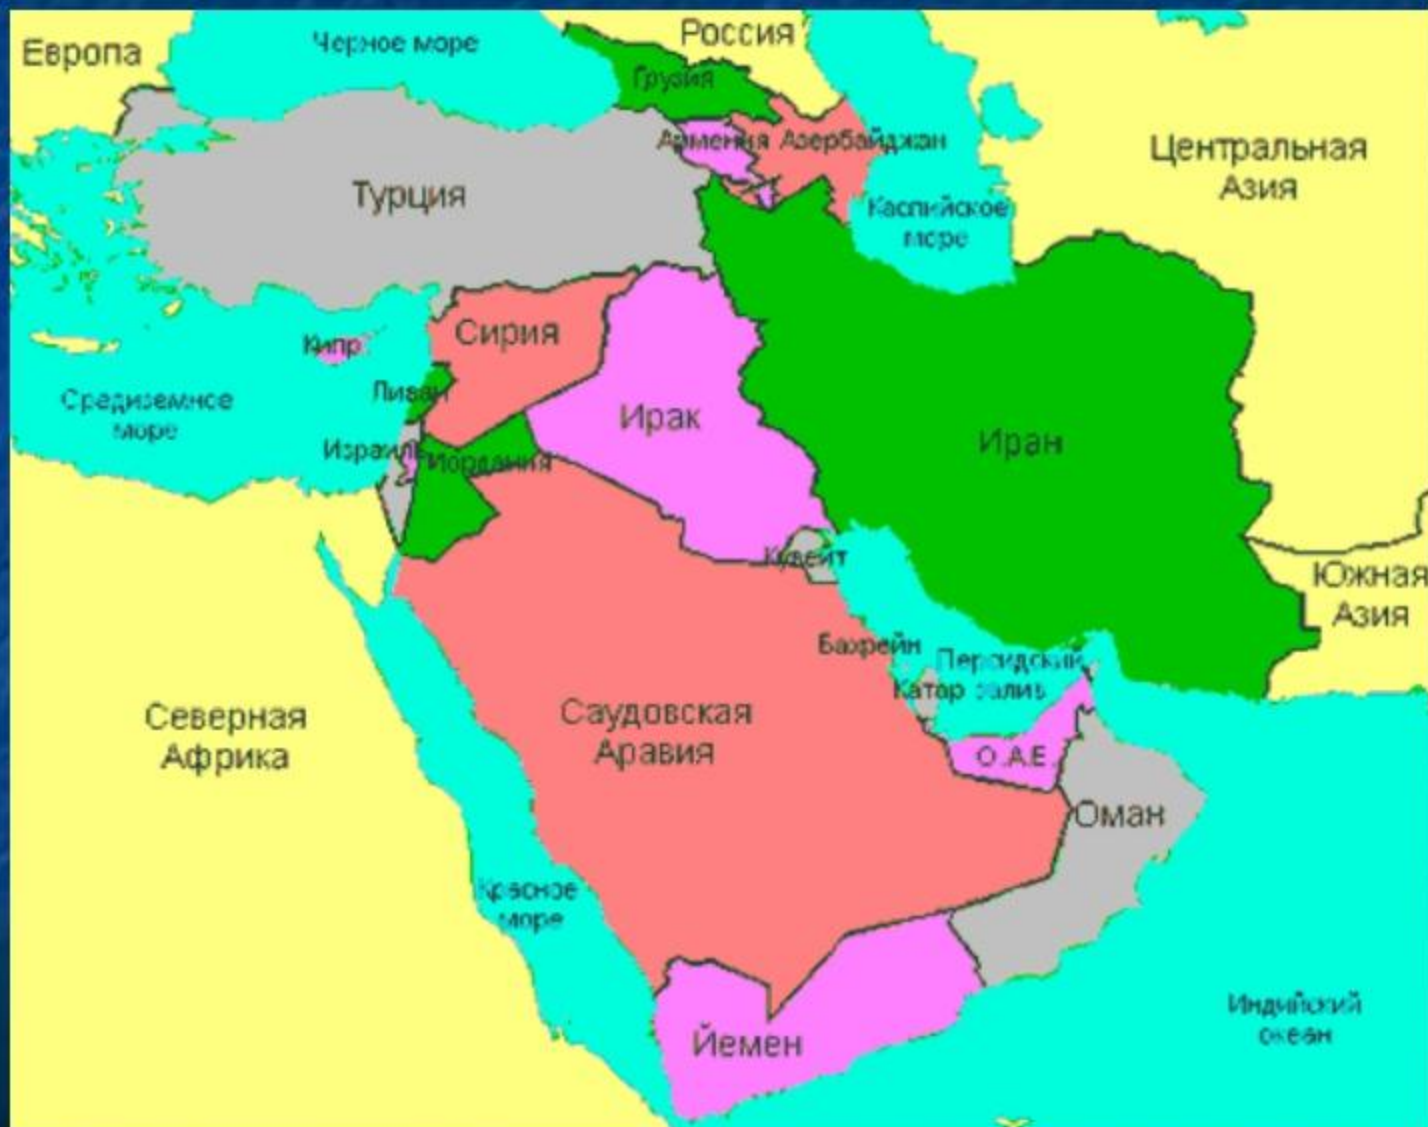 Европа
Черное море
Россия
Грузия
Армения
Азербайджан
Центральная
Азия
Турция
Каспийское
море
Сирия
Кипр
Ливан
Средиземное
море
Ирак
Иран
Израиль
Иордания
Кувейт
Южная
Азия
Бахрейн
Персидский
залив
Катар
Северная
Африка
Саудовская
Аравия
О.А.Е.
Оман
Красное
море
Индийский
океан
Йемен